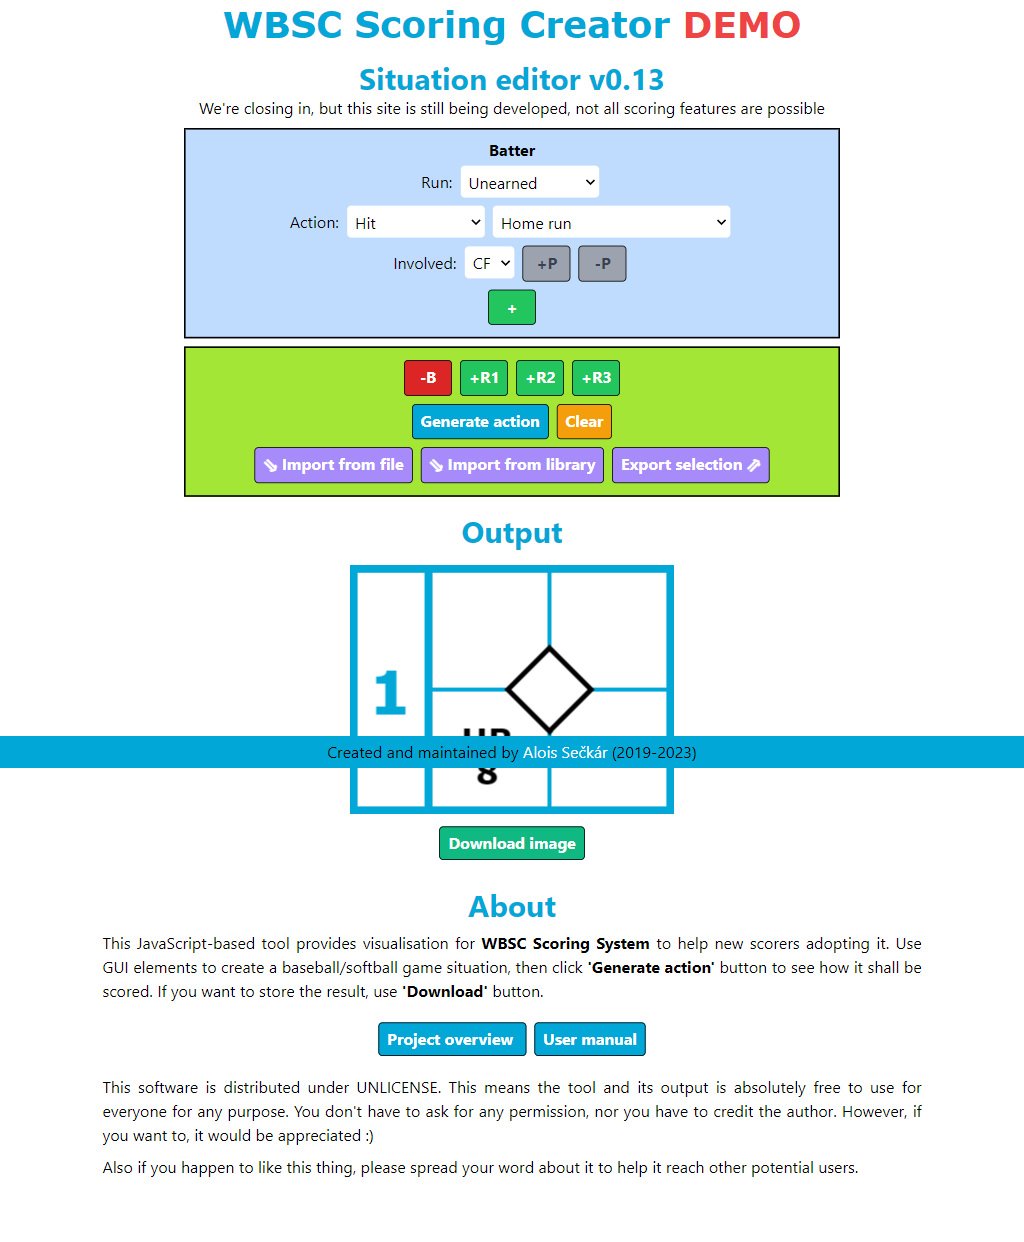 WBSC Scoring Creator DEMO
Situation editor v0.13
We're closing in, but this site is still being developed, not all scoring features are possible
Batter
Run: Unearned
Action: Hit Home run
Involved: CF +P -P
+
-B +R1 +R2 +R3
Generate action Clear
⇘ Import from file ⇘ Import from library Export selection ⇗
Output
1
8
Created and maintained by Alois Sečkár (2019-2023)
Download image
About
This JavaScript-based tool provides visualisation for WBSC Scoring System to help new scorers adopting it. Use
GUI elements to create a baseball/softball game situation, then click 'Generate action' button to see how it shall be
scored. If you want to store the result, use 'Download' button.
Project overview User manual
This software is distributed under UNLICENSE. This means the tool and its output is absolutely free to use for
everyone for any purpose. You don't have to ask for any permission, nor you have to credit the author. However, if
you want to, it would be appreciated :)
Also if you happen to like this thing, please spread your word about it to help it reach other potential users.